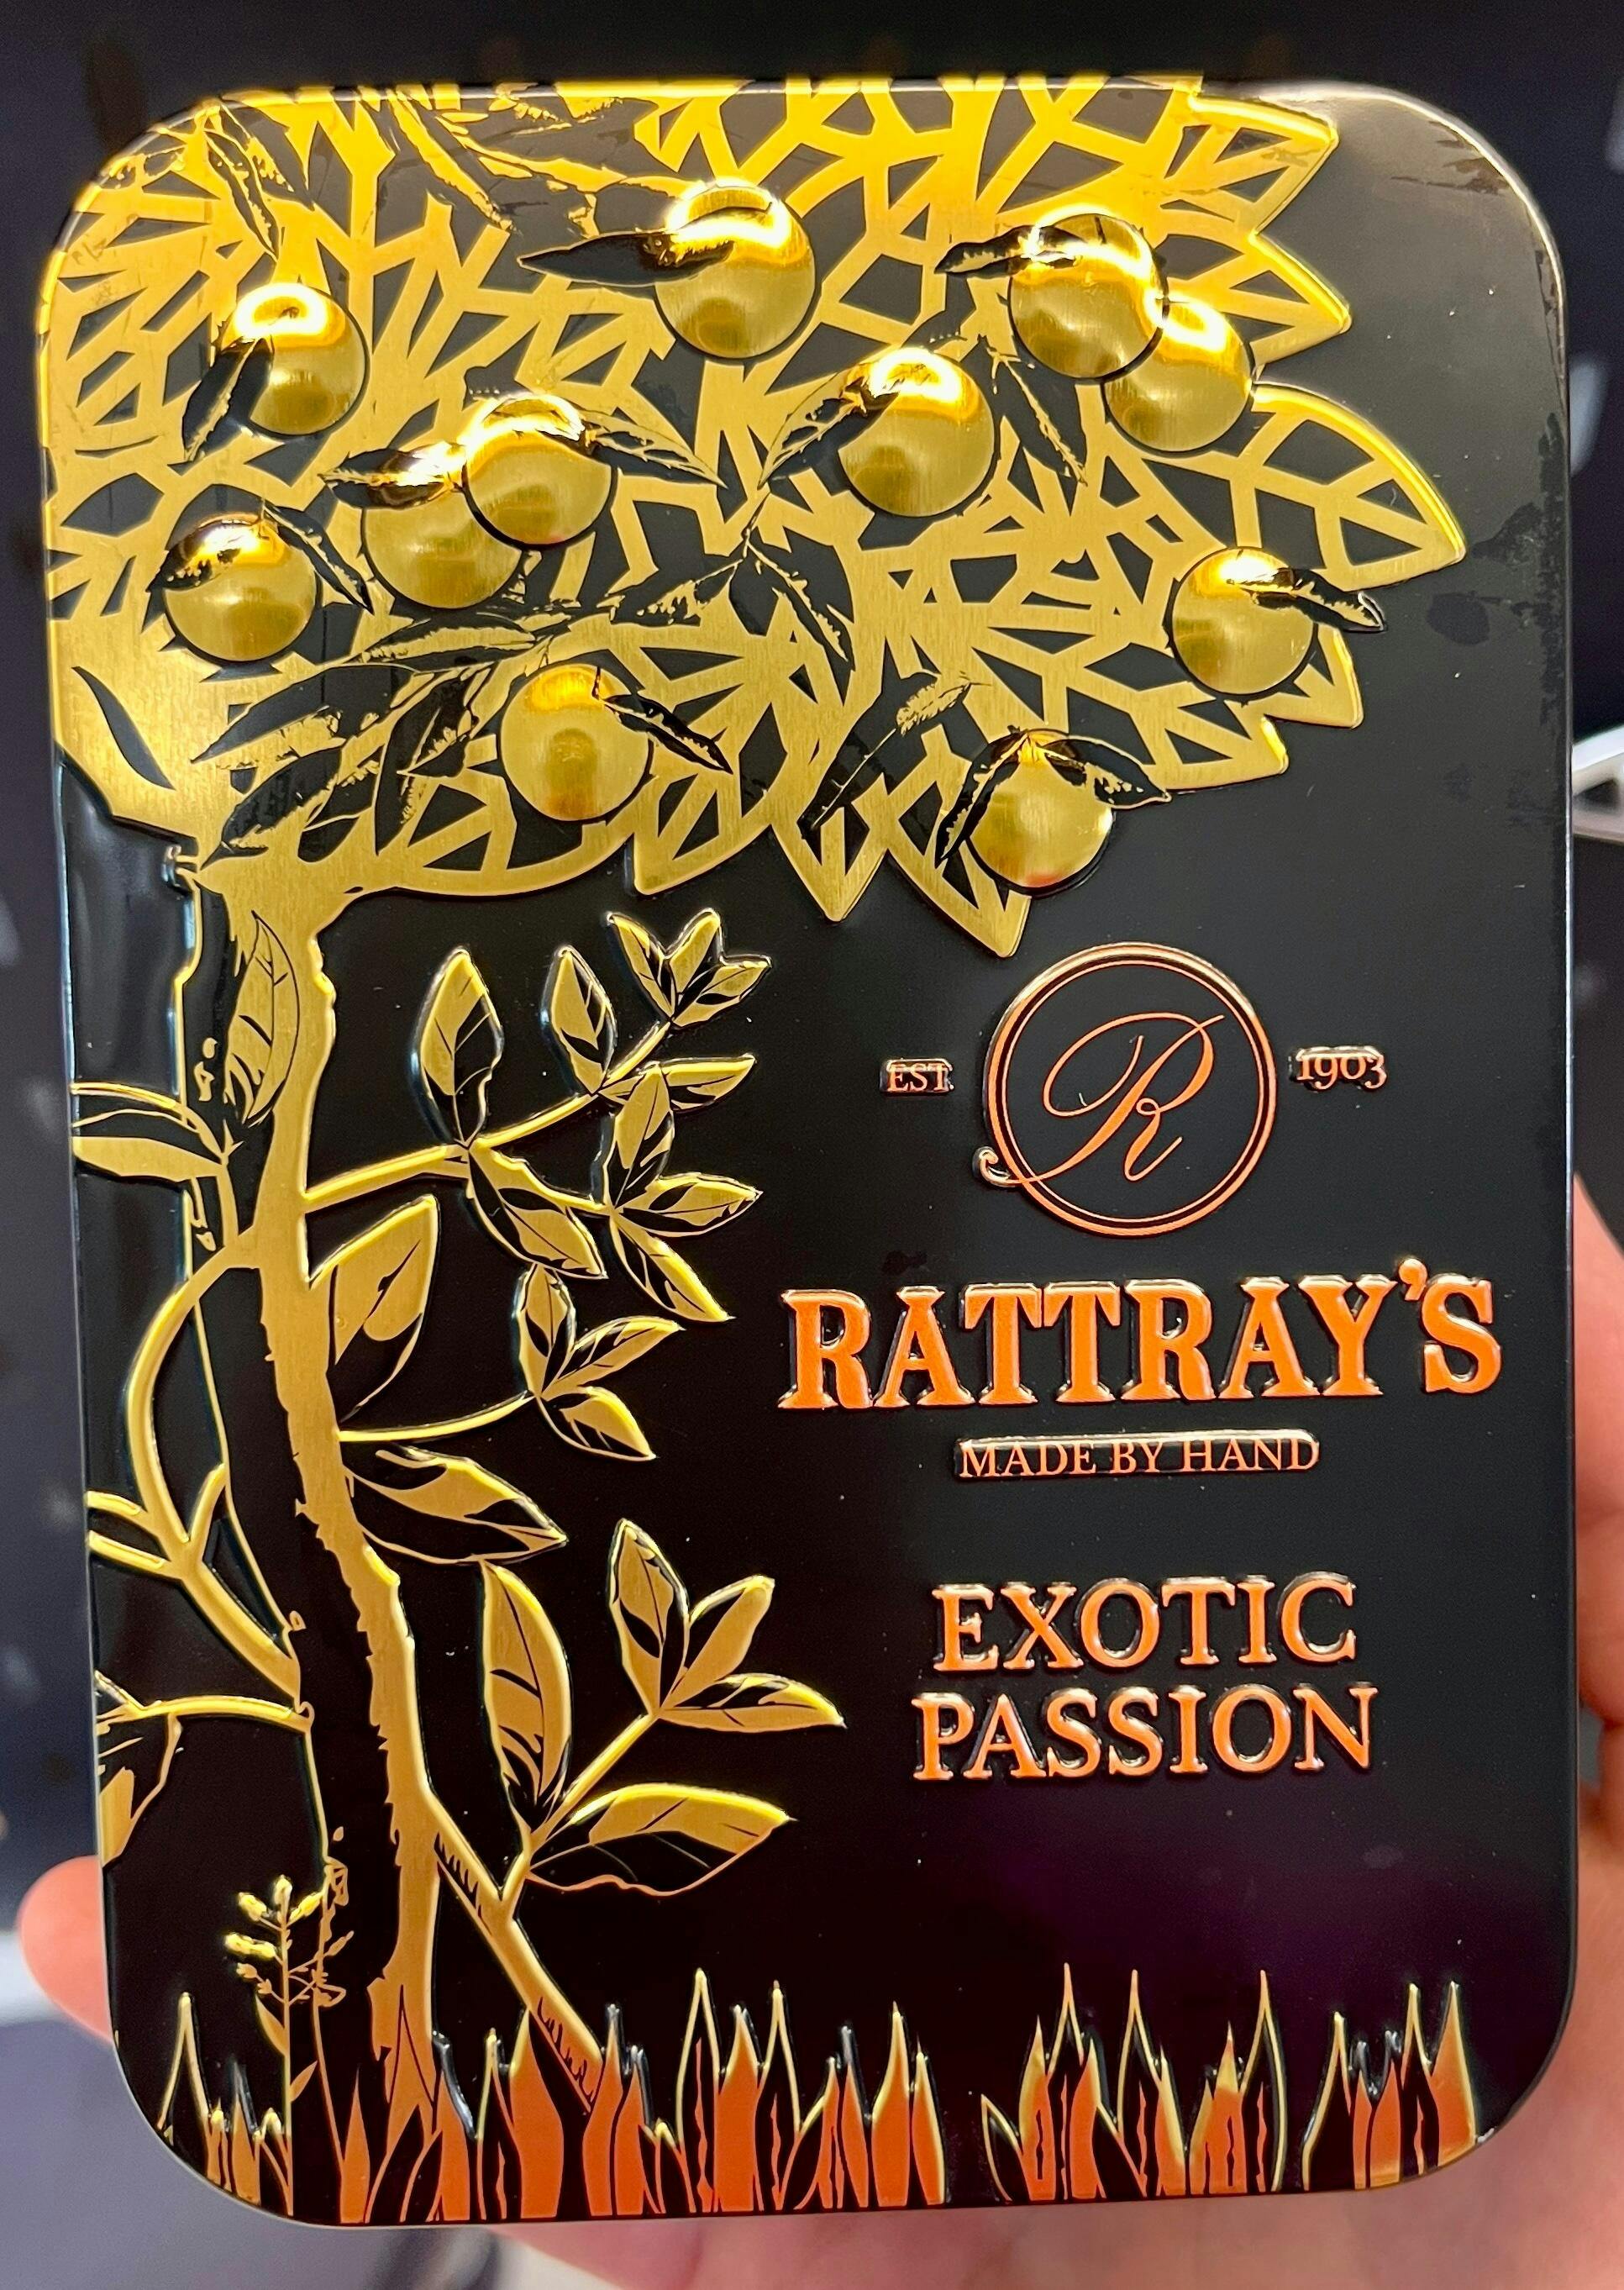 EST R 1903
RATTRAY'S
MADE BY HAND
EXOTIC
PASSION